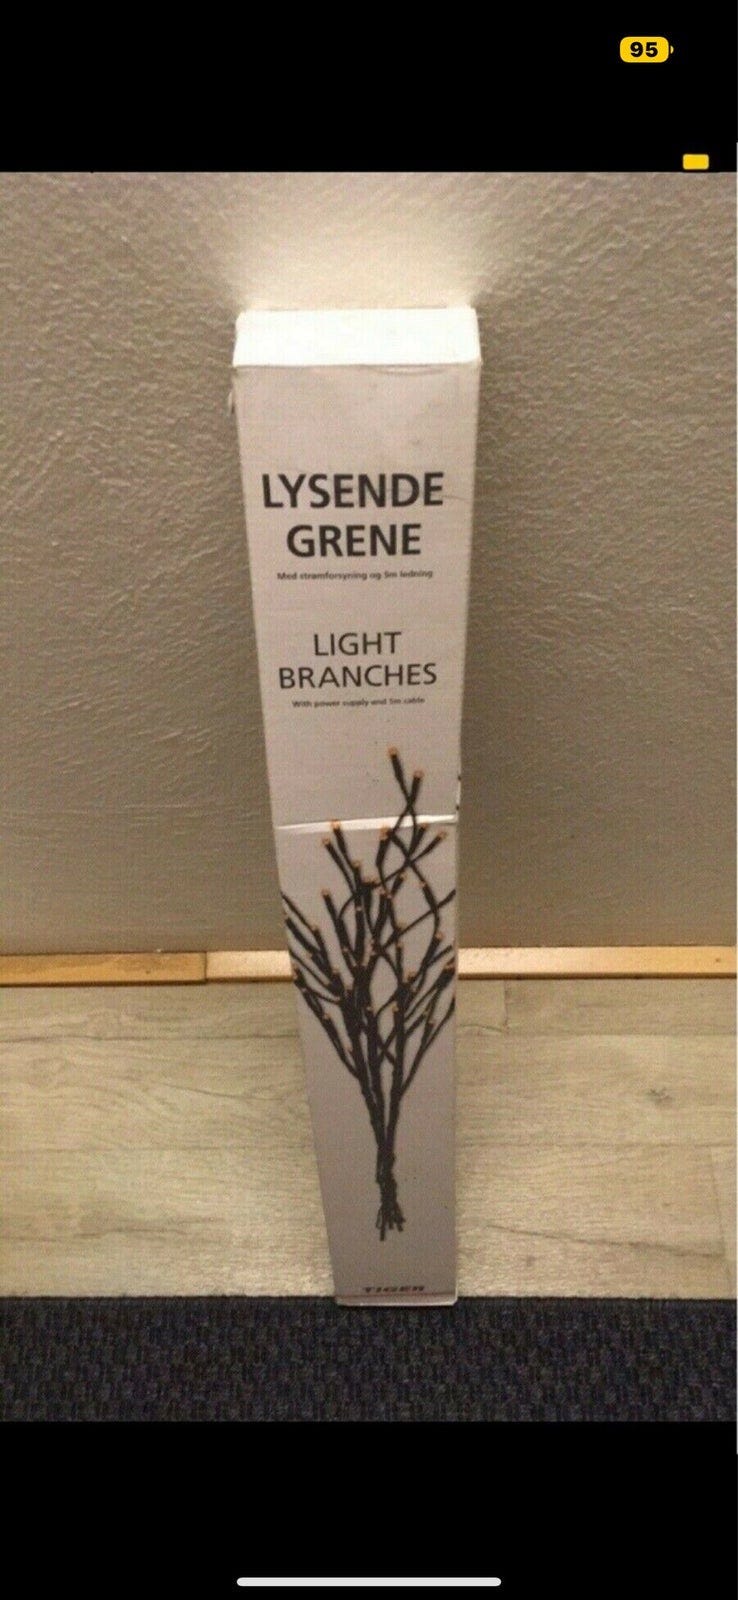 95
LYSENDE
GRENE
Med strømforsyning og 5m ledning
LIGHT
BRANCHES
With power supply and 5m cable
TIGER